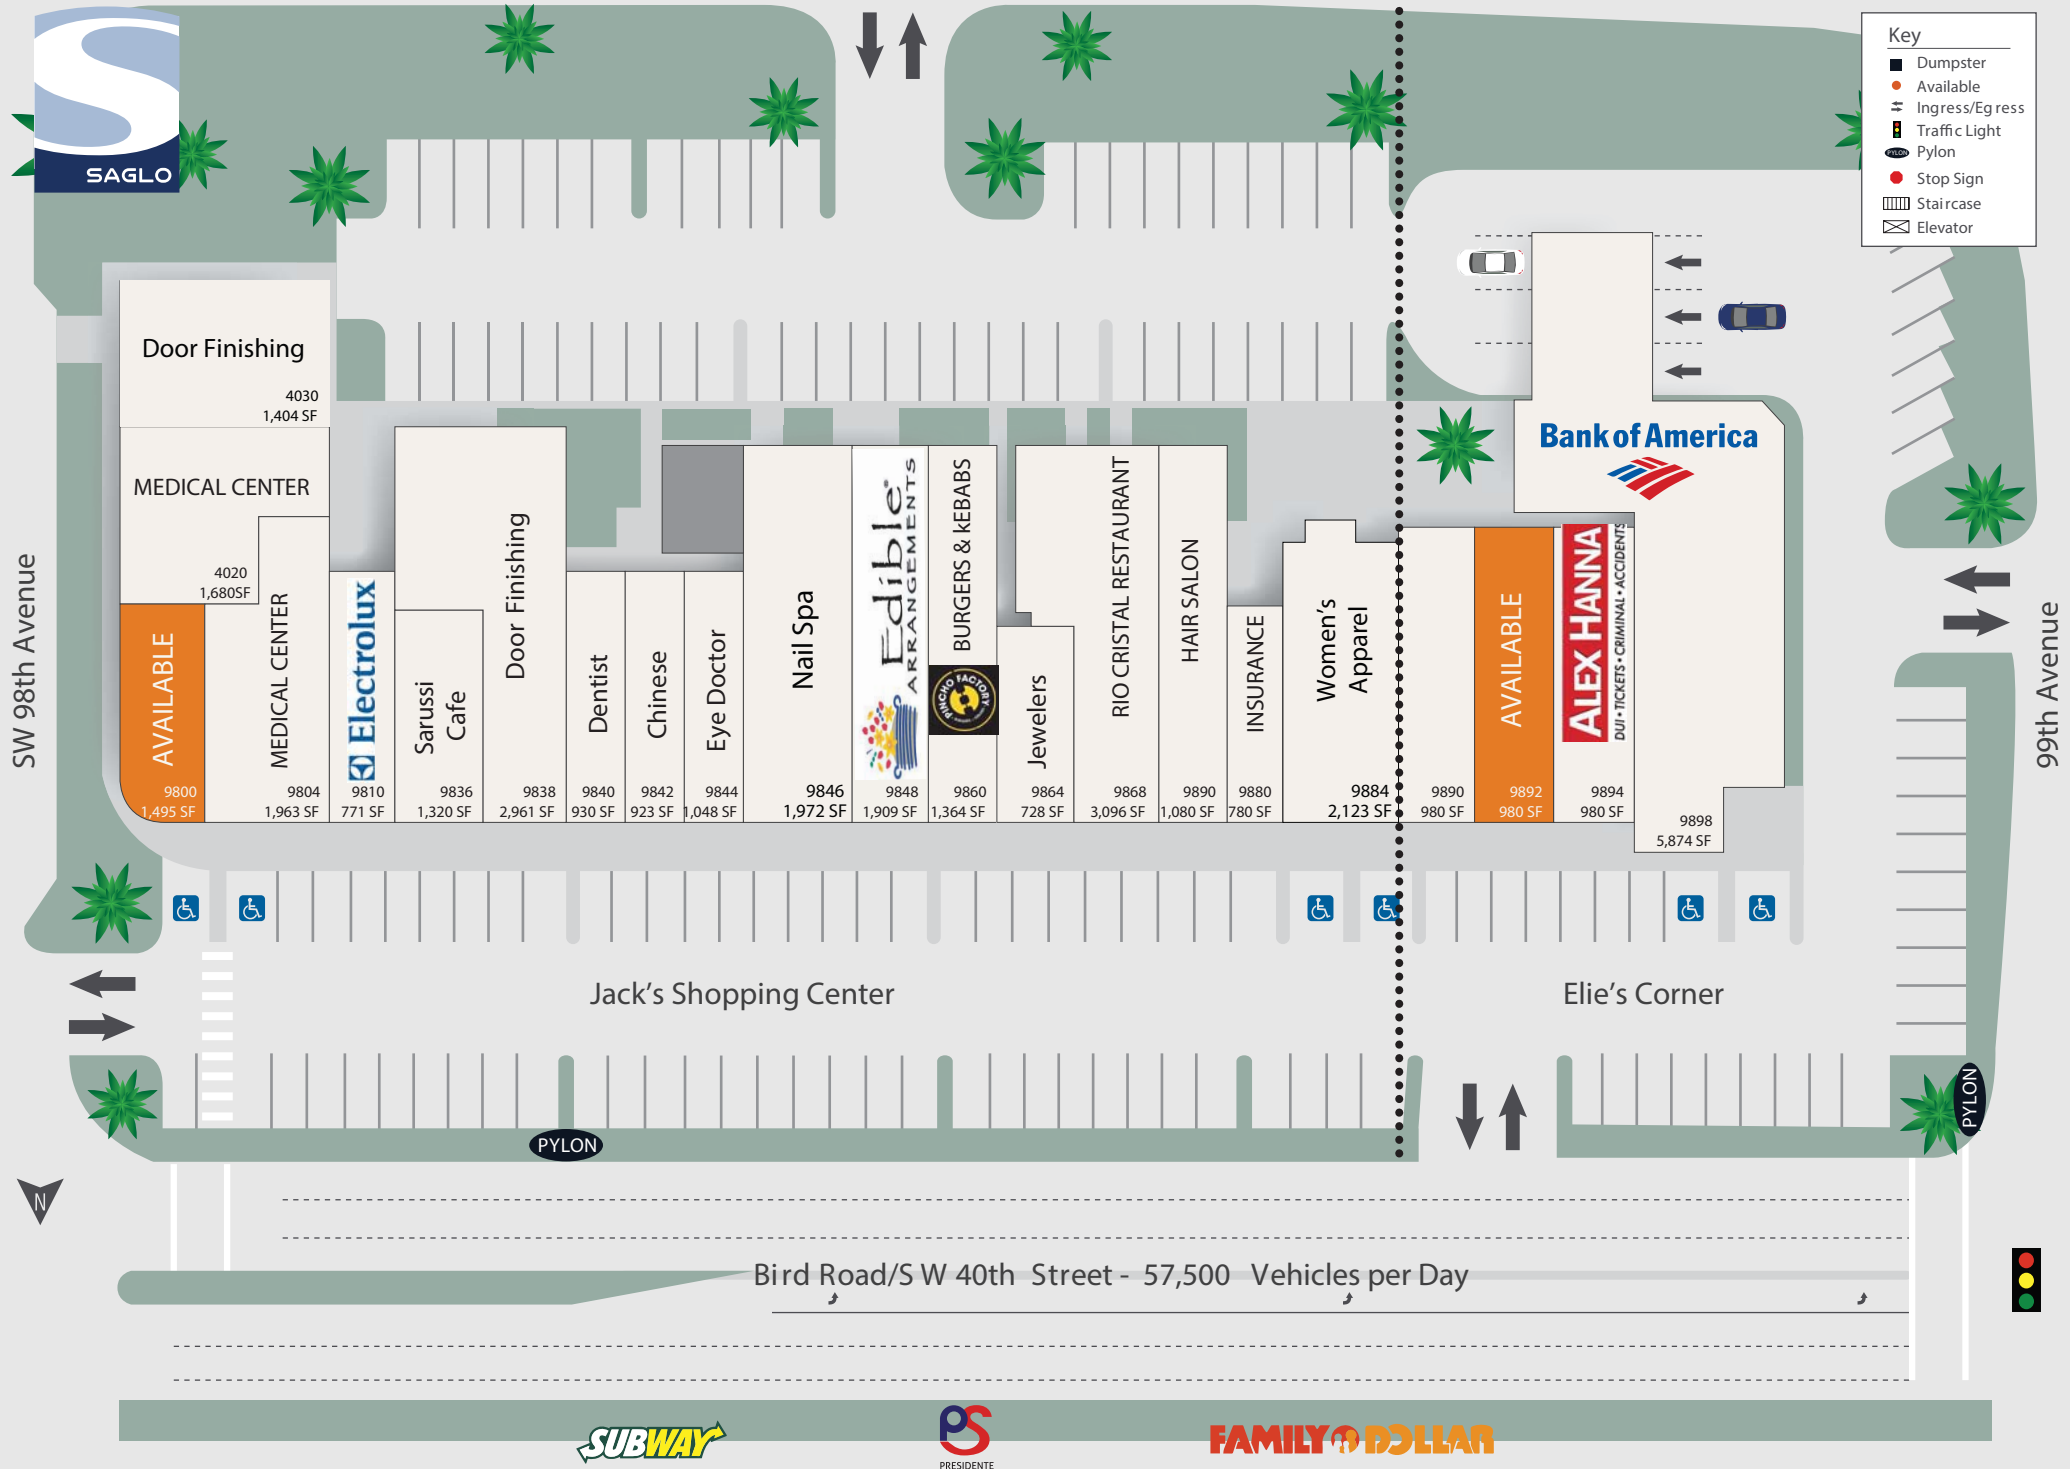 SAGLO
Key
Dumpster
Available
Ingress/Egress
Traffic Light
PYLON Pylon
Stop Sign
Staircase
Elevator
Door Finishing
4030
1,404 SF
MEDICAL CENTER
4020
1,680SF
AVAILABLE
9800
1,495 SF
MEDICAL CENTER
9804
1,963 SF
Electrolux
9810
771 SF
Sarussi
Cafe
9836
1,320 SF
Door Finishing
9838
2,961 SF
Dentist
9840
930 SF
Chinese
9842
923 SF
Eye Doctor
9844
1,048 SF
Nail Spa
9846
1,972 SF
Edible®
ARRANGEMENTS
9848
1,909 SF
BURGERS & KEBABS
PINCHO FACTORY
9860
1,364 SF
Jewelers
9864
728 SF
RIO CRISTAL RESTAURANT
9868
3,096 SF
HAIR SALON
9890
1,080 SF
INSURANCE
9880
780 SF
Women's
Apparel
9884
2,123 SF
9890
980 SF
AVAILABLE
9892
980 SF
ALEX HANNA
DUI • TICKETS • CRIMINAL • ACCIDENTS
9894
980 SF
Bank of America
9898
5,874 SF
SW 98th Avenue
99th Avenue
Jack's Shopping Center
Elie's Corner
PYLON
PYLON
N
Bird Road/SW 40th Street - 57,500 Vehicles per Day
SUBWAY
PS
PRESIDENTE
FAMILY DOLLAR